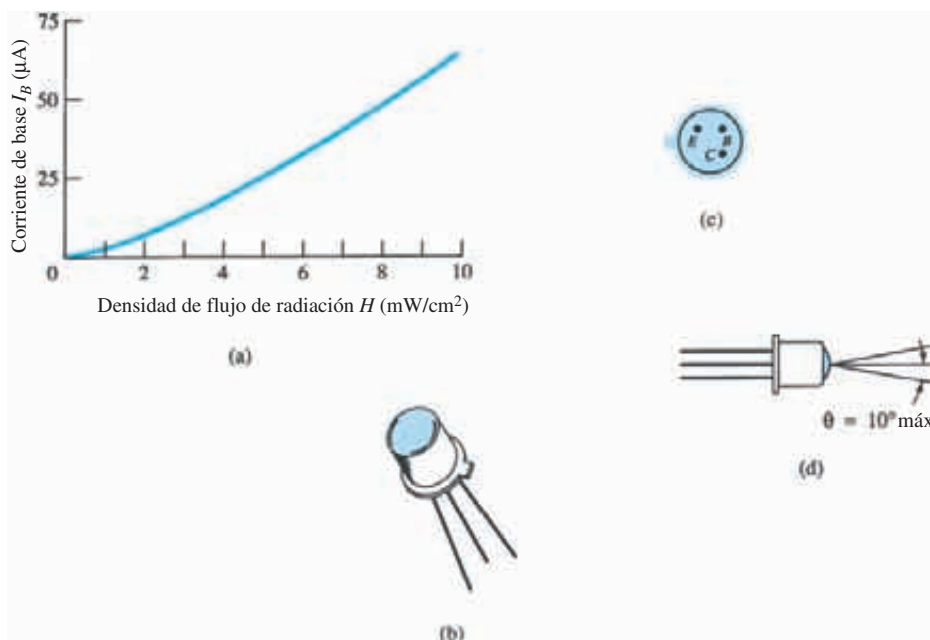 75
50
25
0
2
4
6
8
10
Corriente de base I_B (μA)
Densidad de flujo de radiación H (mW/cm²)
(a)
E
B
C
(c)
θ = 10° máx
(d)
(b)